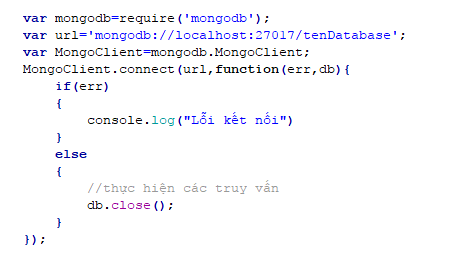 var mongodb=require('mongodb');
var url='mongodb://localhost:27017/tenDatabase';
var MongoClient=mongodb.MongoClient;
MongoClient.connect(url,function(err,db){
    if(err)
    {
        console.log("Lỗi kết nối")
    }
    else
    {
        //thực hiện các truy vấn
        db.close();
    }
});